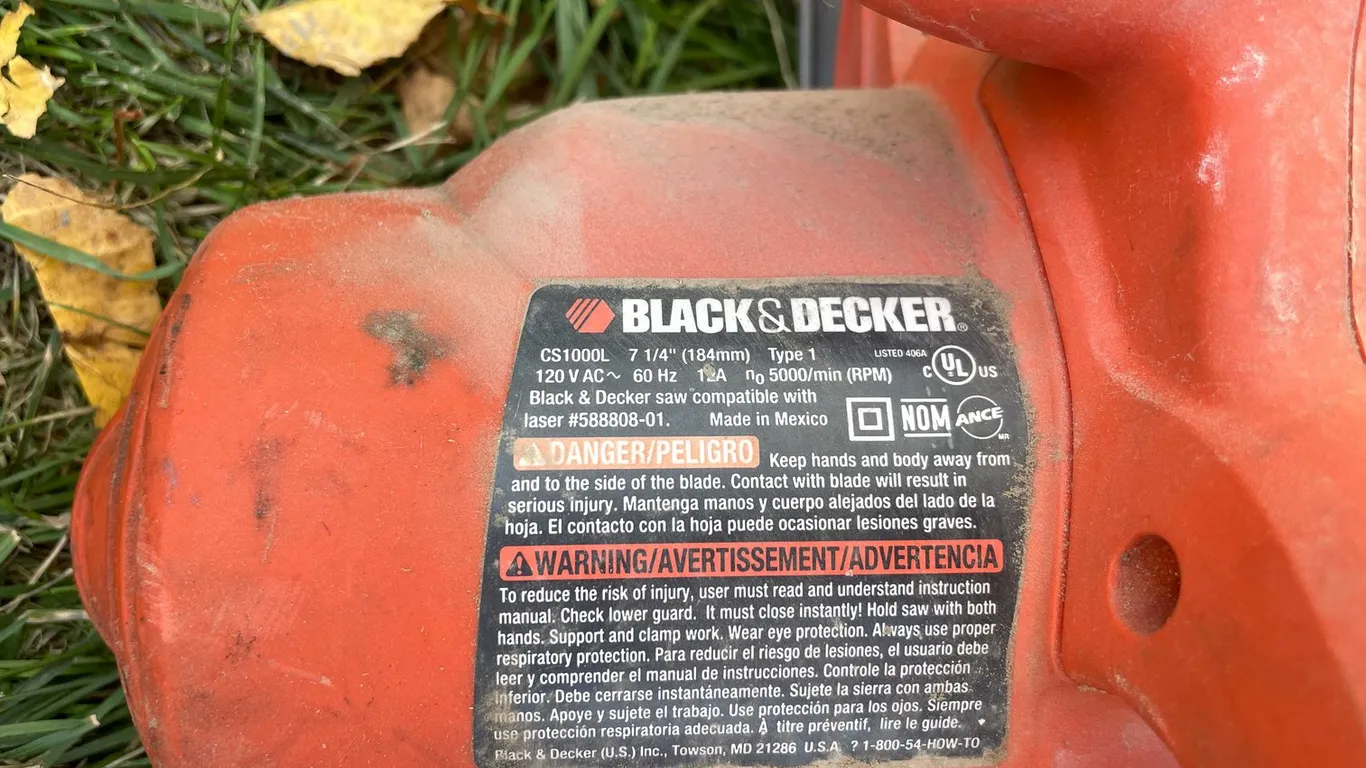 BLACK&DECKER®
CS1000L 7 1/4" (184mm) Type 1 LISTED 406A C UL US
120 V AC~ 60 Hz 12A n0 5000/min (RPM)
Black & Decker saw compatible with
laser #588808-01. Made in Mexico NOM ANCE MR
DANGER/PELIGRO Keep hands and body away from
and to the side of the blade. Contact with blade will result in
serious injury. Mantenga manos y cuerpo alejados del lado de la
hoja. El contacto con la hoja puede ocasionar lesiones graves.
WARNING/AVERTISSEMENT/ADVERTENCIA
To reduce the risk of injury, user must read and understand instruction
manual. Check lower guard. It must close instantly! Hold saw with both
hands. Support and clamp work. Wear eye protection. Always use proper
respiratory protection. Para reducir el riesgo de lesiones, el usuario debe
leer y comprender el manual de instrucciones. Controle la protección
inferior. Debe cerrarse instantáneamente. Sujete la sierra con ambas
manos. Apoye y sujete el trabajo. Use protección para los ojos. Siempre
use protección respiratoria adecuada. À titre préventif, lire le guide.
Black & Decker (U.S.) Inc., Towson, MD 21286 U.S.A. ? 1-800-54-HOW-TO